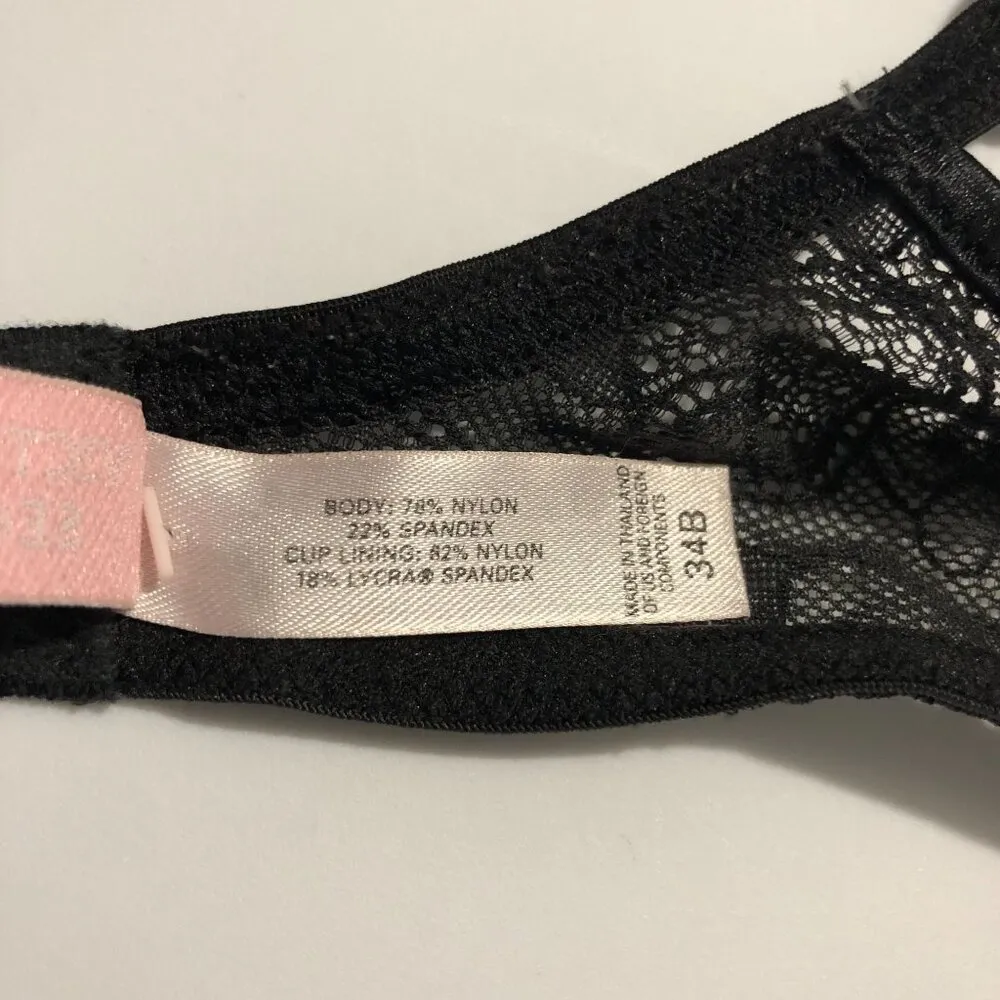 BODY: 78% NYLON
22% SPANDEX
CUP LINING: 82% NYLON
18% LYCRA® SPANDEX
MADE IN THAILAND
OF US AND FOREIGN
COMPONENTS
34B